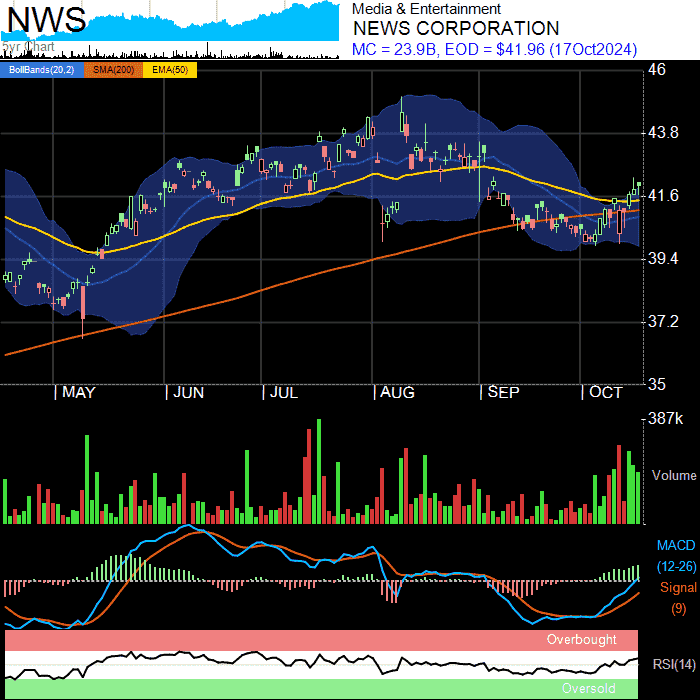 NWS
5yr Chart
Media & Entertainment
NEWS CORPORATION
MC = 23.9B, EOD = $41.96 (17Oct2024)
BollBands(20,2) SMA(200) EMA(50)
46
43.8
41.6
39.4
37.2
35
MAY JUN JUL AUG SEP OCT
387k
Volume
MACD
(12-26)
Signal
(9)
Overbought
RSI(14)
Oversold